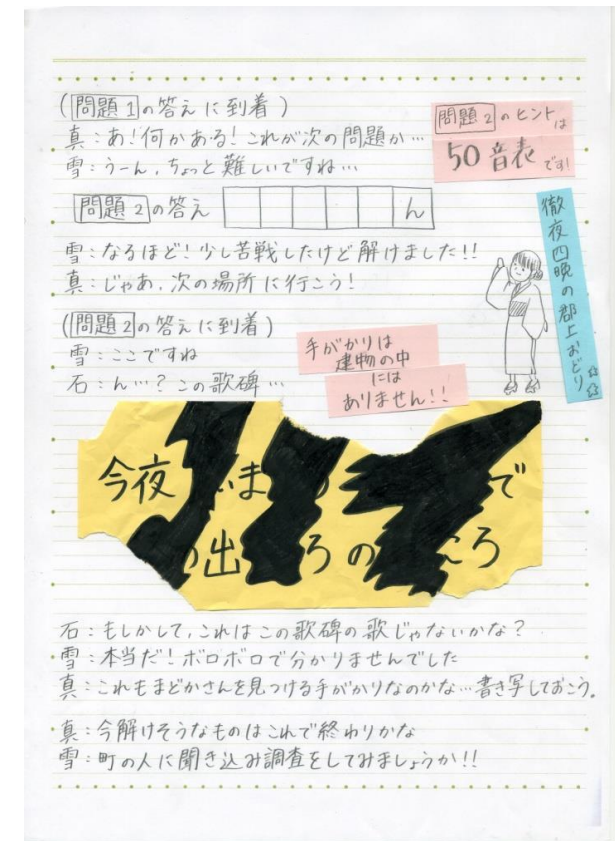 (問題1の答えに到着)
真:あ!何かある!これが次の問題か…
雪:うーん、ちょっと難しいですね…
問題2のヒントは
50音表です!
問題2の答え ん
徹夜四晩の郡上おどり☆☆
雪:なるほど!少し苦戦したけど解けました!!
真:じゃあ、次の場所に行こう!
(問題2の答えに到着)
雪:ここですね
石:ん…?この歌碑…
手がかりは
建物の中
には
ありません!!
今夜 ま で
の出 ろの ころ
石:もしかして、これはこの歌碑の歌じゃないかな?
雪:本当だ!ボロボロで分かりませんでした
真:これもまどかさんを見つける手がかりなのかな…書き写しておこう。
真:今解けそうなものはこれで終わりかな
雪:町の人に聞き込み調査をしてみましょうか!!